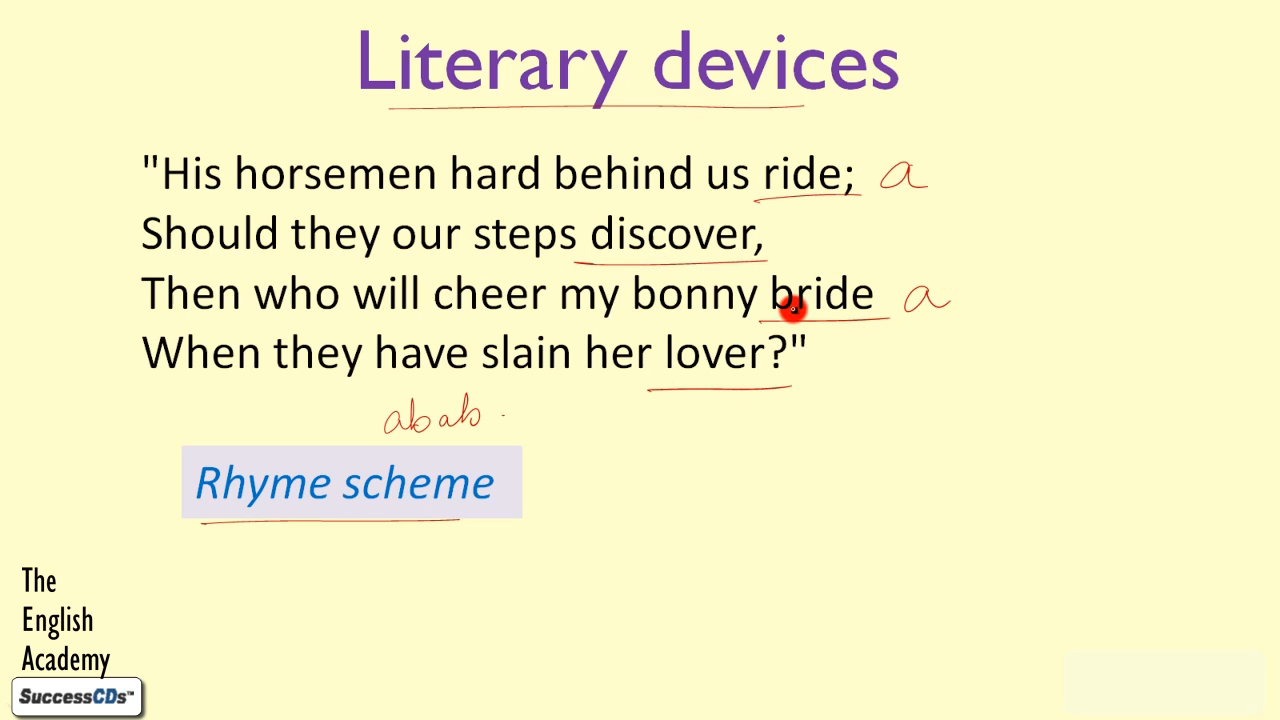 Literary devices
"His horsemen hard behind us ride; a
Should they our steps discover,
Then who will cheer my bonny bride a
When they have slain her lover?"
abab.
Rhyme scheme
The
English
Academy
SuccessCDs™